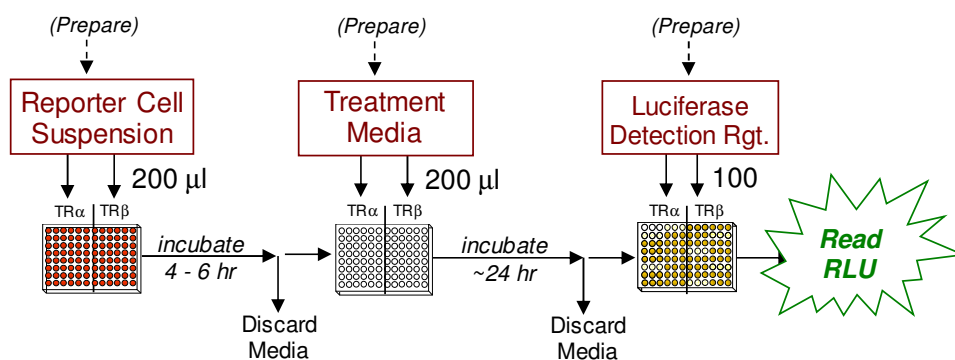 (Prepare)
Reporter Cell
Suspension
200 μl
TRα TRβ
incubate
4 - 6 hr
Discard
Media
(Prepare)
Treatment
Media
200 μl
TRα TRβ
incubate
~24 hr
Discard
Media
(Prepare)
Luciferase
Detection Rgt.
100
TRα TRβ
Read
RLU